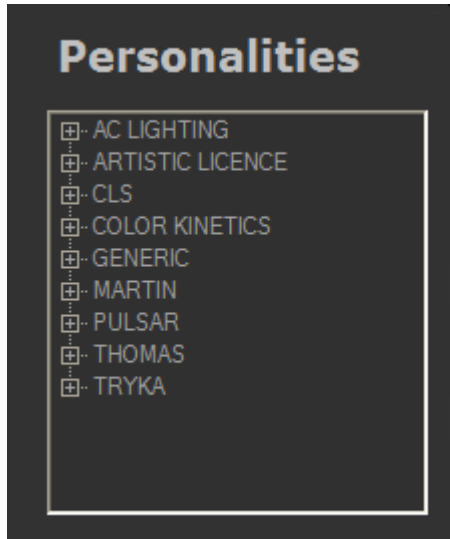 Personalities
AC LIGHTING
ARTISTIC LICENCE
CLS
COLOR KINETICS
GENERIC
MARTIN
PULSAR
THOMAS
TRYKA